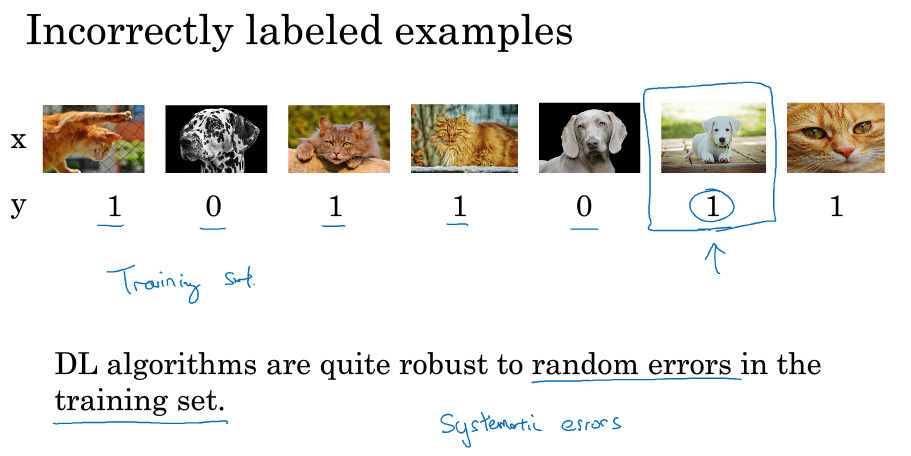 Incorrectly labeled examples
x
y 1 0 1 1 0 1 1
Training set.
DL algorithms are quite robust to random errors in the
training set.
Systematic errors